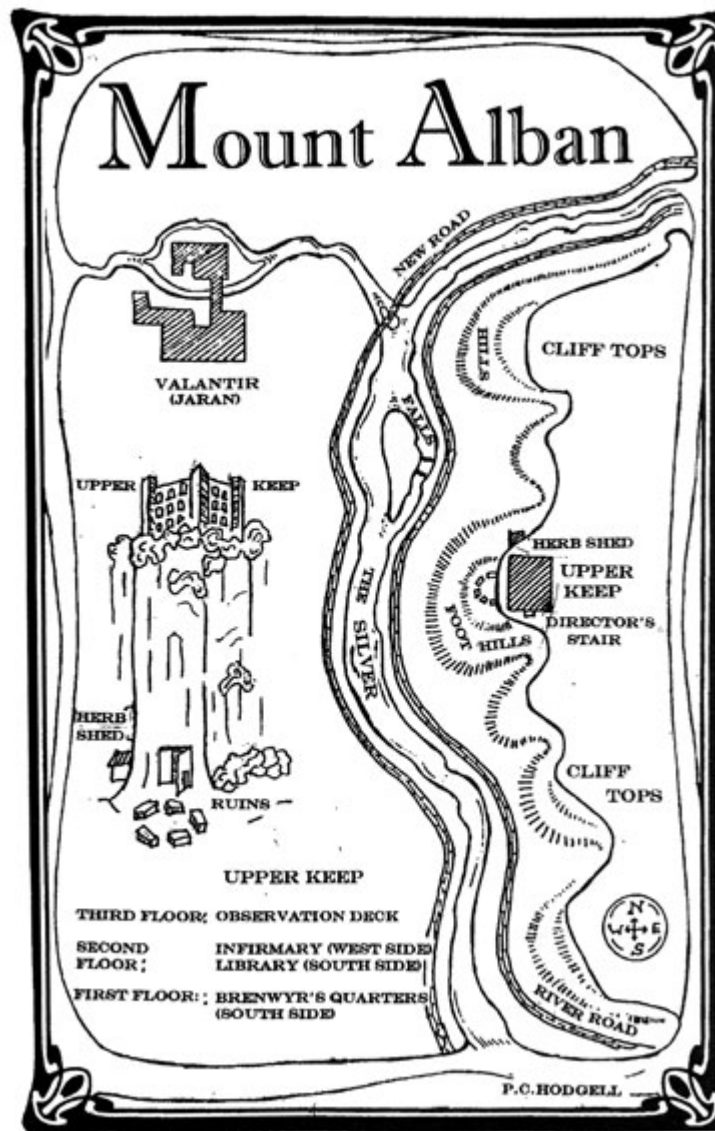 Mount Alban
NEW ROAD
HILLS
CLIFF TOPS
VALANTIR
(JARAN)
FALLS
UPPER KEEP
HERB SHED
UPPER
KEEP
DIRECTOR'S
STAIR
THE SILVER
FOOT HILLS
HERB
SHED
RUINS
CLIFF
TOPS
UPPER KEEP
THIRD FLOOR: OBSERVATION DECK
SECOND INFIRMARY (WEST SIDE)
FLOOR: LIBRARY (SOUTH SIDE)
FIRST FLOOR: : BRENWYR'S QUARTERS
(SOUTH SIDE)
N
W E
S
RIVER ROAD
P.C. HODGELL